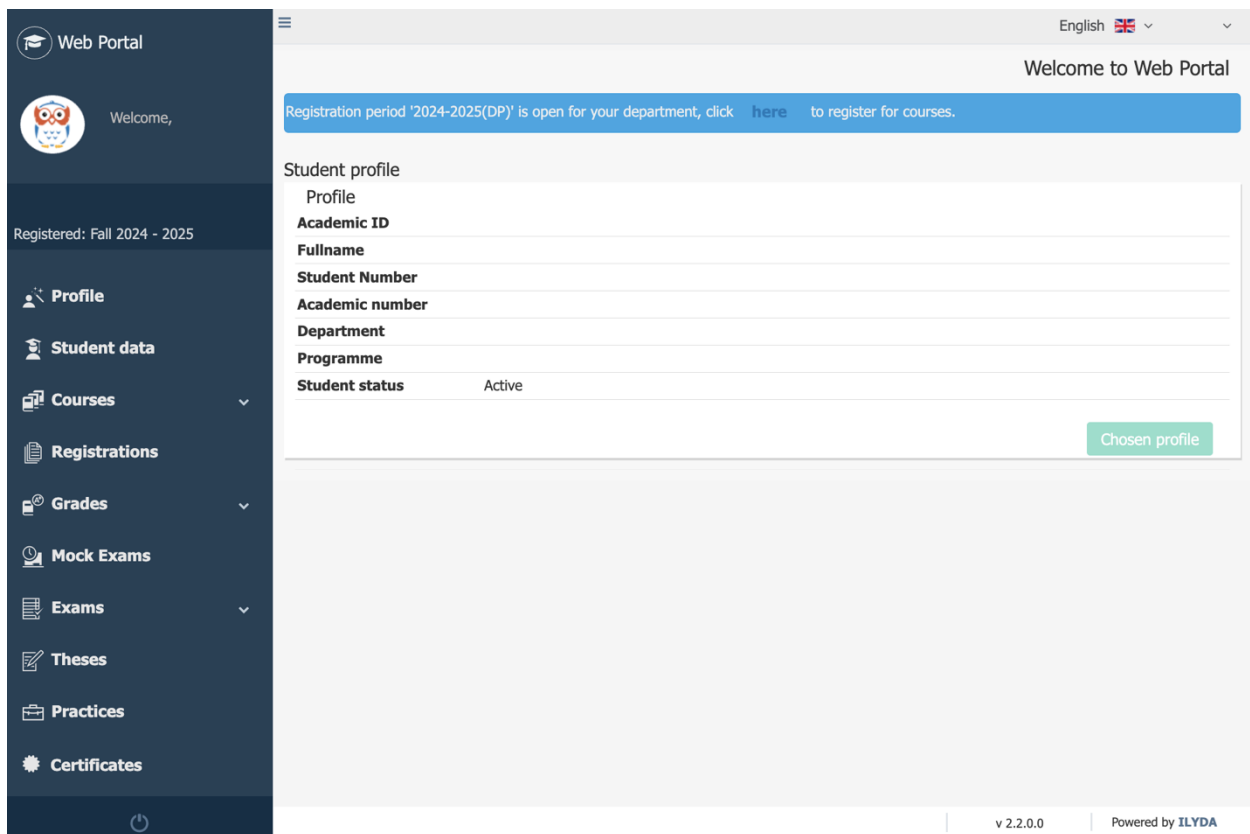 Web Portal
Welcome,
Registered: Fall 2024 - 2025
Profile
Student data
Courses
Registrations
Grades
Mock Exams
Exams
Theses
Practices
Certificates
English
Welcome to Web Portal
Registration period '2024-2025(DP)' is open for your department, click here to register for courses.
Student profile
Profile
Academic ID
Fullname
Student Number
Academic number
Department
Programme
Student status Active
Chosen profile
v 2.2.0.0 Powered by ILYDA